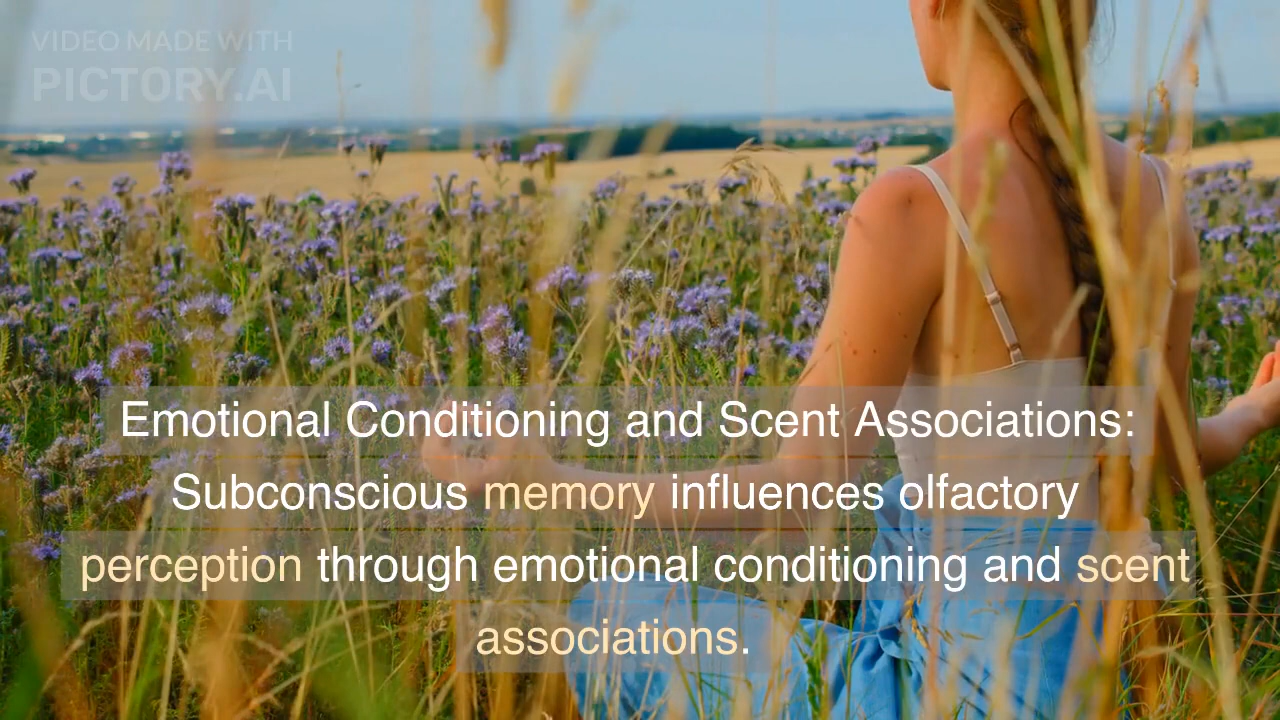 VIDEO MADE WITH
PICTORY.AI
Emotional Conditioning and Scent Associations:
Subconscious memory influences olfactory
perception through emotional conditioning and scent
associations.